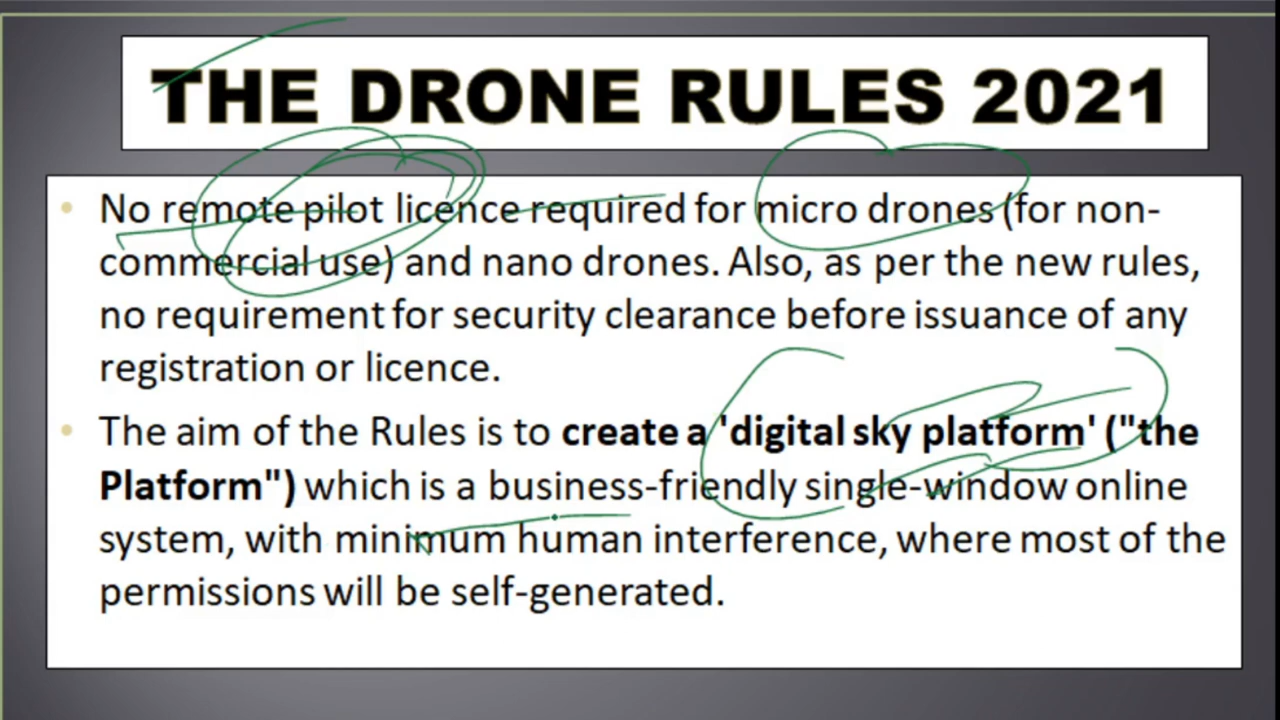 THE DRONE RULES 2021
No remote pilot licence required for micro drones (for non-
commercial use) and nano drones. Also, as per the new rules,
no requirement for security clearance before issuance of any
registration or licence.
The aim of the Rules is to create a 'digital sky platform' ("the
Platform") which is a business-friendly single-window online
system, with minimum human interference, where most of the
permissions will be self-generated.